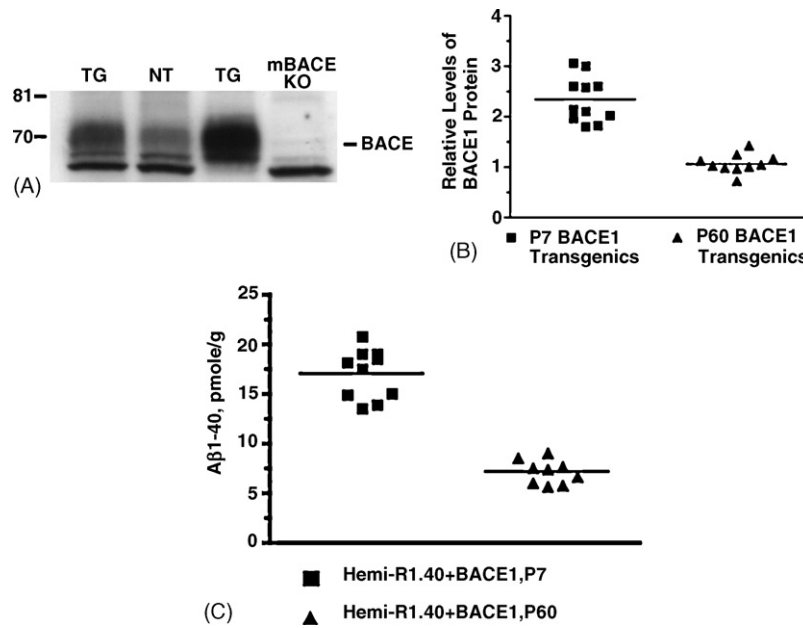 TG NT TG mBACE KO
81
70
BACE
(A)
Relative Levels of
BACE1 Protein
4
3
2
1
0
P7 BACE1
Transgenics
P60 BACE1
Transgenics
(B)
Aβ1-40, pmole/g
25
20
15
10
5
0
Hemi-R1.40+BACE1,P7
Hemi-R1.40+BACE1,P60
(C)